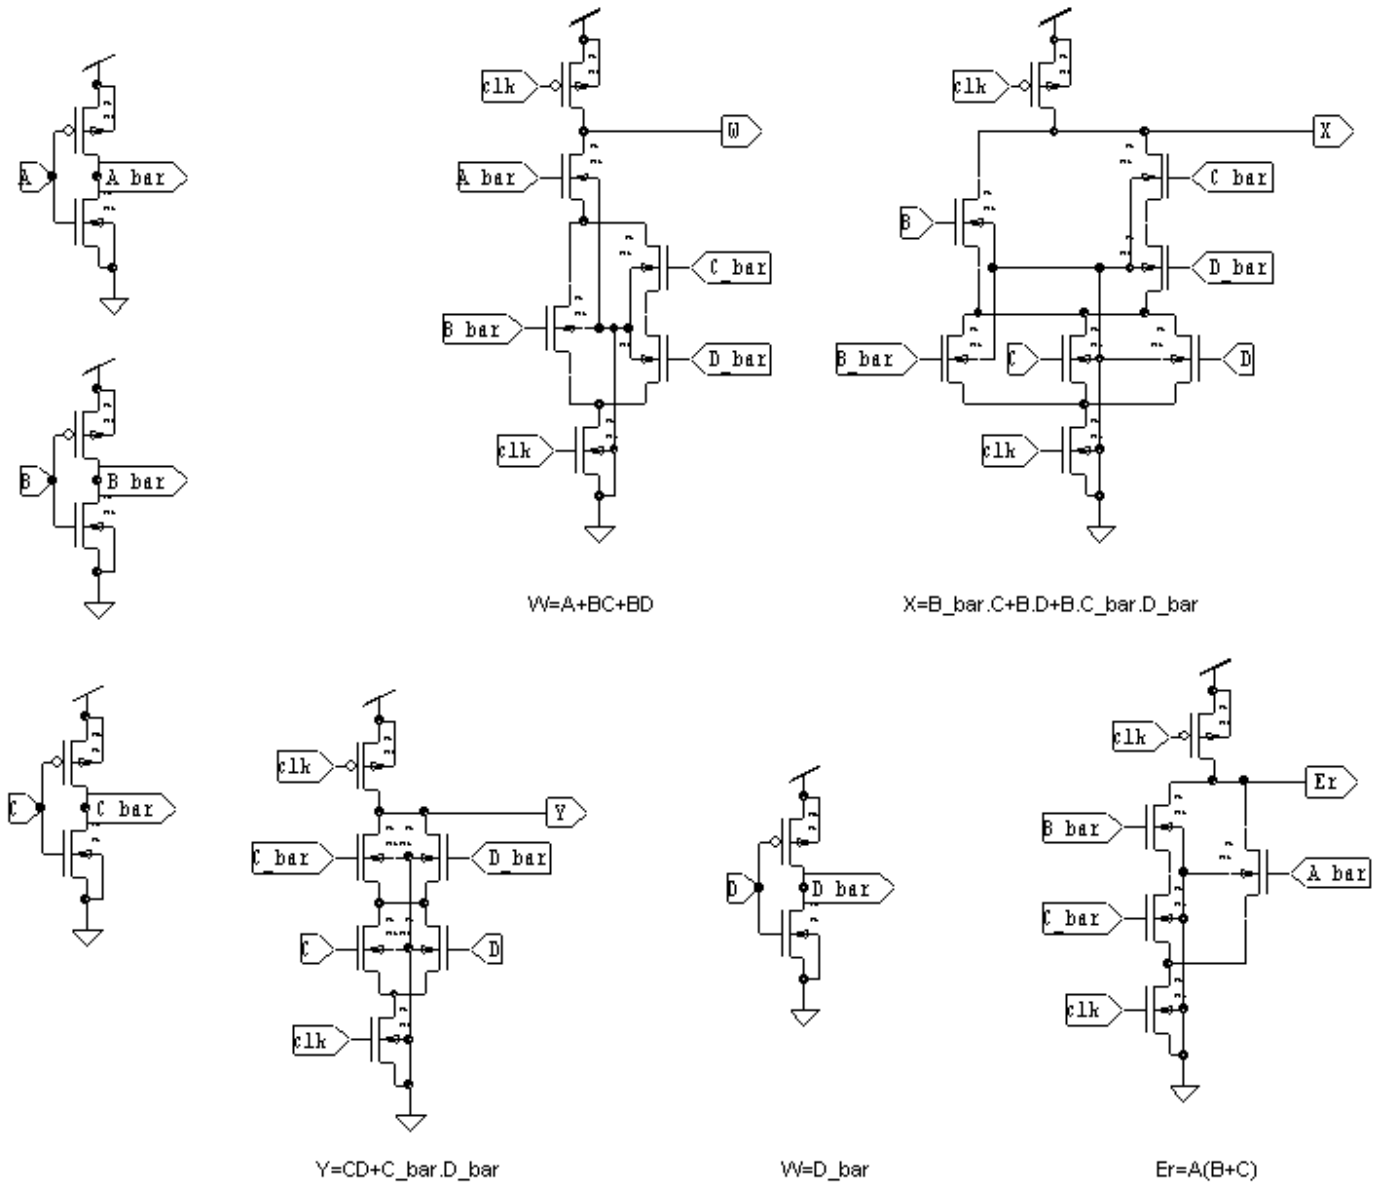 clk
clk
A
A bar
W
X
A bar
C bar
B
C_bar
D_bar
B bar
D_bar
B_bar
C
D
clk
clk
B
B bar
W=A+BC+BD
X=B_bar.C+B.D+B.C_bar.D_bar
clk
clk
Er
C
C bar
Y
B bar
C_bar
D_bar
D
D bar
A bar
C_bar
C
D
clk
clk
Y=CD+C_bar.D_bar
W=D_bar
Er=A(B+C)